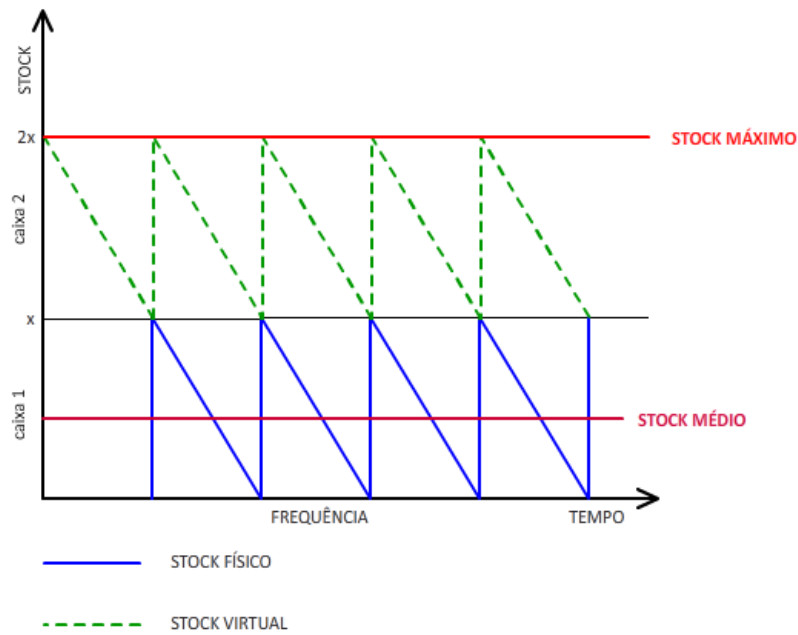 STOCK
2x
STOCK MÁXIMO
caixa 2
x
caixa 1
STOCK MÉDIO
FREQUÊNCIA
TEMPO
STOCK FÍSICO
STOCK VIRTUAL